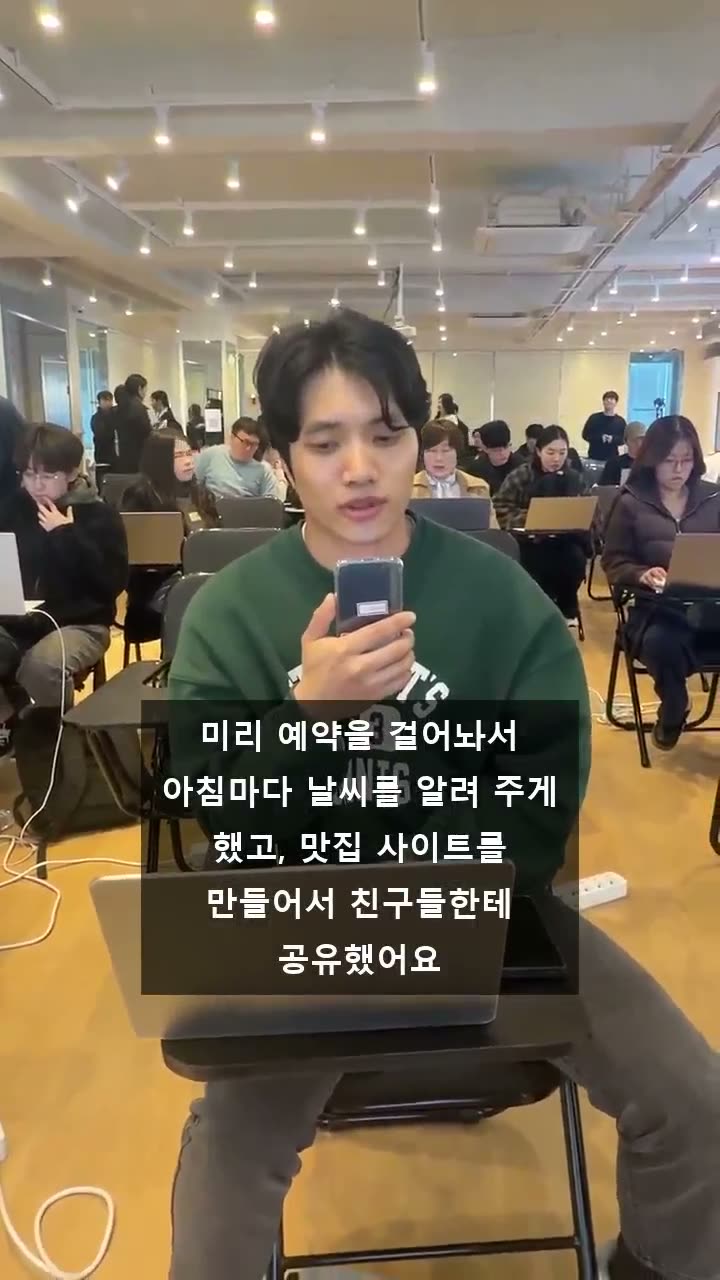 미리 예약을 걸어놔서
아침마다 날씨를 알려 주게
했고, 맛집 사이트를
만들어서 친구들한테
공유했어요